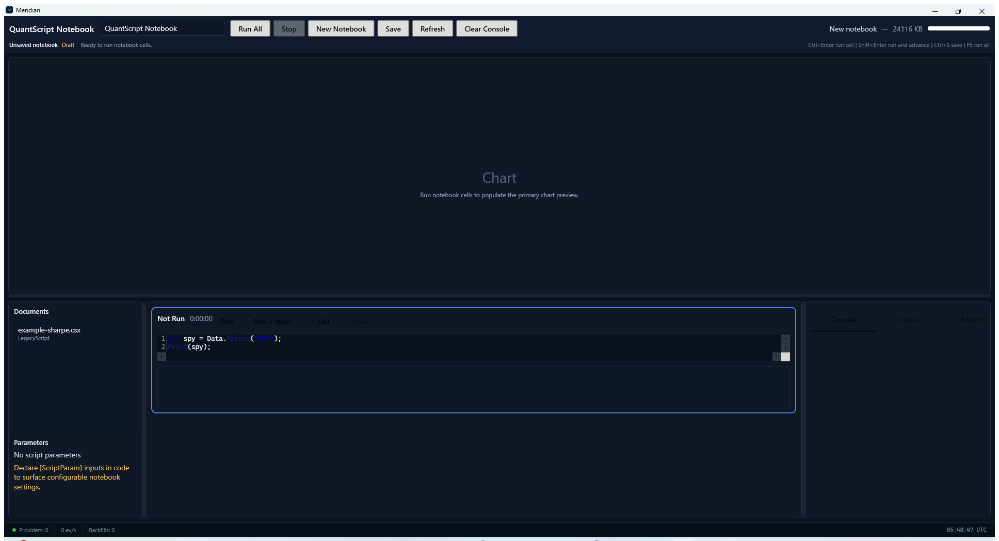 Meridian
QuantScript Notebook
QuantScript Notebook
Run All
Stop
New Notebook
Save
Refresh
Clear Console
New notebook -- 24116 KB
Unsaved notebook Draft Ready to run notebook cells.
Ctrl+Enter run cell | Shift+Enter run and advance | Ctrl+S save | F5 run all
Chart
Run notebook cells to populate the primary chart preview.
Documents
example-sharpe.csx
LegacyScript
Parameters
No script parameters
Declare [ScriptParam] inputs in code
to surface configurable notebook
settings.
Not Run 0:00:00
Run
Run + Next
+ Cell
Delete
1 var spy = Data.Prices("SPY");
2 Print(spy);
Console
Charts
Metrics
Providers: 0
0 ev/s
Backfills: 0
05:48:47 UTC